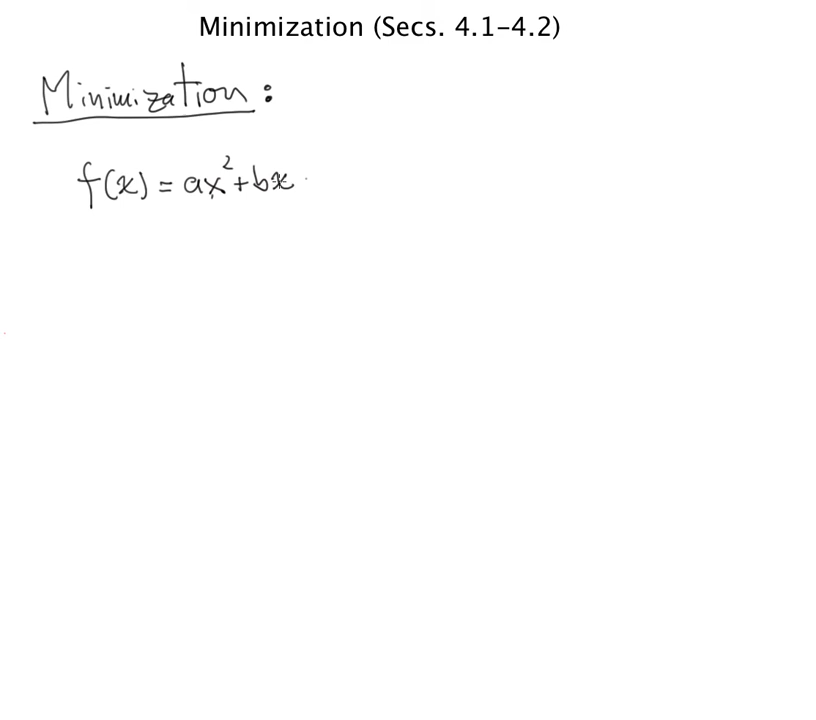 Minimization (Secs. 4.1-4.2)
Minimization:
f(x) = ax² + bx